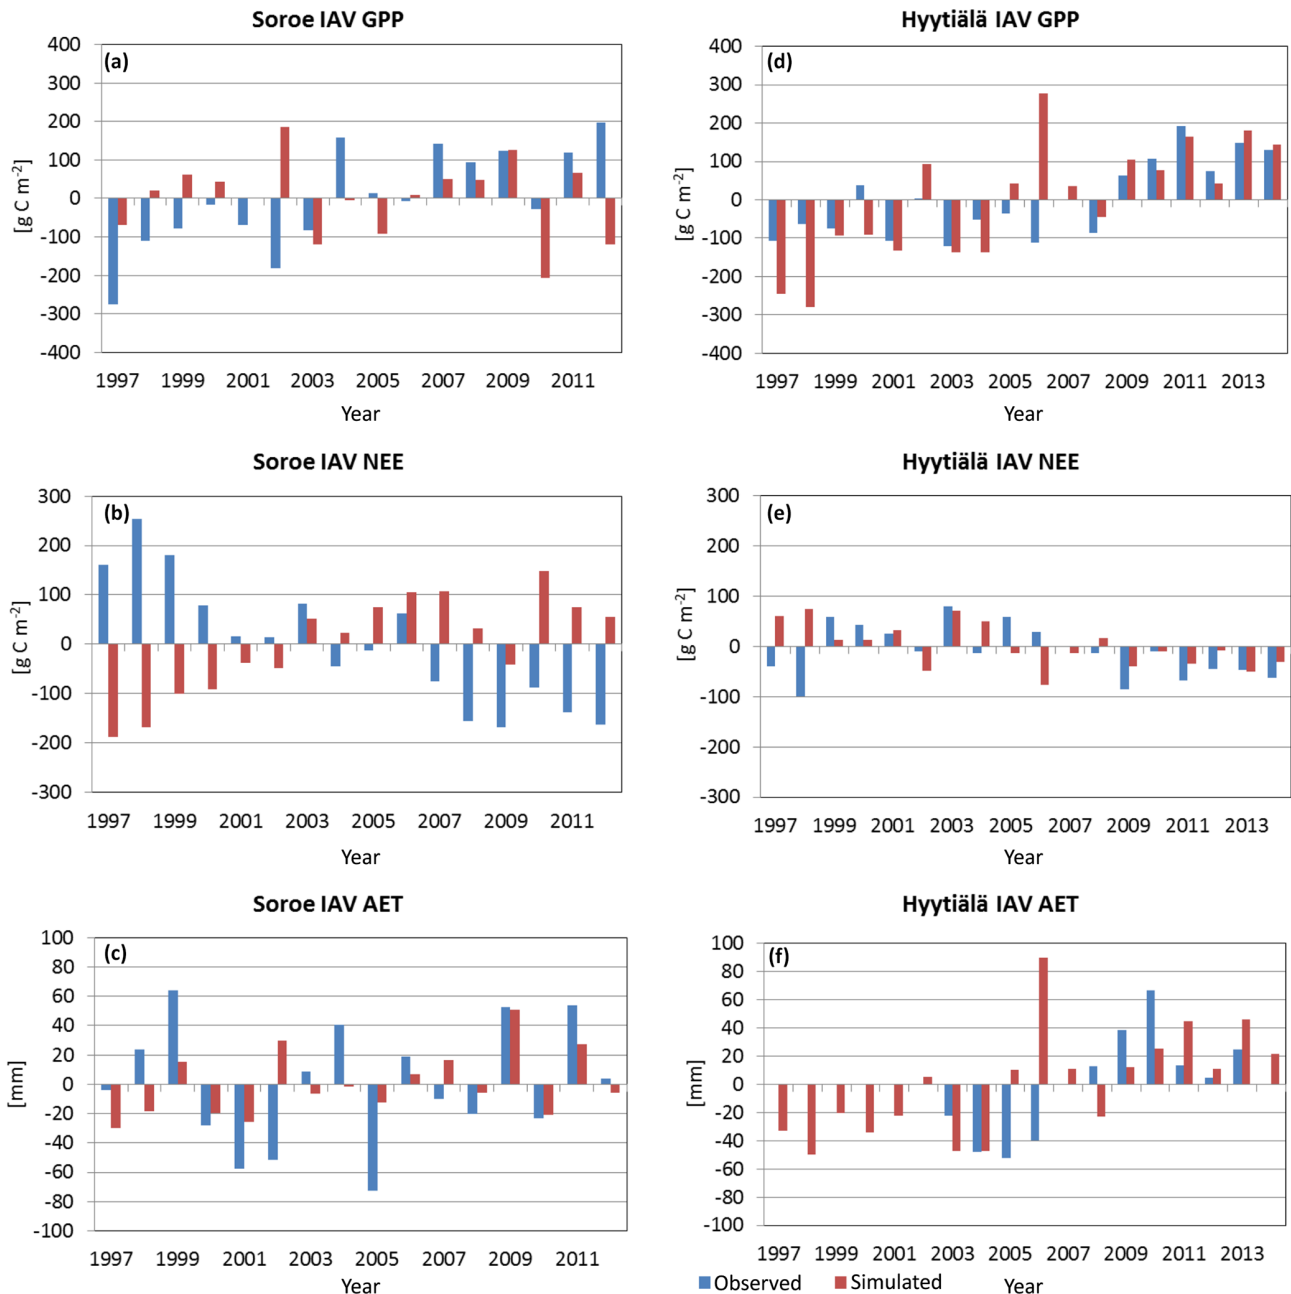 Soroe IAV GPP
(a)
[g C m-2]
400
300
200
100
0
-100
-200
-300
-400
1997 1999 2001 2003 2005 2007 2009 2011
Year
Hyytiälä IAV GPP
(d)
[g C m-2]
400
300
200
100
0
-100
-200
-300
-400
1997 1999 2001 2003 2005 2007 2009 2011 2013
Year
Soroe IAV NEE
(b)
[g C m-2]
300
200
100
0
-100
-200
-300
1997 1999 2001 2003 2005 2007 2009 2011
Year
Hyytiälä IAV NEE
(e)
[g C m-2]
300
200
100
0
-100
-200
-300
1997 1999 2001 2003 2005 2007 2009 2011 2013
Year
Soroe IAV AET
(c)
[mm]
100
80
60
40
20
0
-20
-40
-60
-80
-100
1997 1999 2001 2003 2005 2007 2009 2011
Year
Hyytiälä IAV AET
(f)
[mm]
100
80
60
40
20
0
-20
-40
-60
-80
-100
1997 1999 2001 2003 2005 2007 2009 2011 2013
Year
Observed Simulated